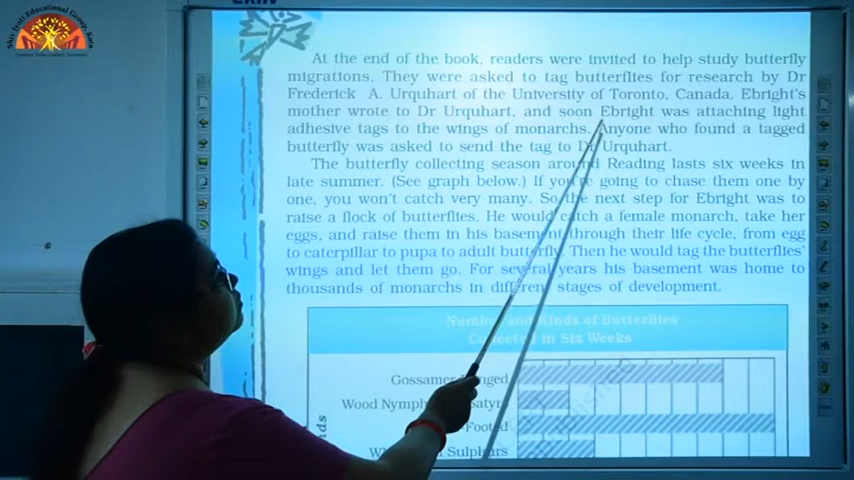 Shiv Jyoti Educational Group, Kota
At the end of the book, readers were invited to help study butterfly
migrations. They were asked to tag butterflies for research by Dr
Frederick A. Urquhart of the University of Toronto, Canada. Ebright's
mother wrote to Dr Urquhart, and soon Ebright was attaching light
adhesive tags to the wings of monarchs. Anyone who found a tagged
butterfly was asked to send the tag to Dr Urquhart.
The butterfly collecting season around Reading lasts six weeks in
late summer. (See graph below.) If you're going to chase them one by
one, you won't catch very many. So the next step for Ebright was to
raise a flock of butterflies. He would catch a female monarch, take her
eggs, and raise them in his basement through their life cycle, from egg
to caterpillar to pupa to adult butterfly. Then he would tag the butterflies'
wings and let them go. For several years his basement was home to
thousands of monarchs in different stages of development.
Number and Kinds of Butterflies
Collected in Six Weeks
Gossamer-Winged
Wood Nymph Satyrs
Footed
Sulphurs